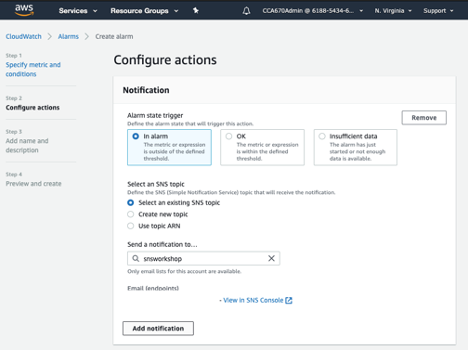 aws
Services
Resource Groups
CCA670Admin @ 6188-5434-6...
N. Virginia
Support
CloudWatch > Alarms > Create alarm
Step 1
Specify metric and
conditions
Step 2
Configure actions
Step 3
Add name and
description
Step 4
Preview and create
Configure actions
Notification
Alarm state trigger
Define the alarm state that will trigger this action.
Remove
In alarm
The metric or expression
is outside of the defined
threshold.
OK
The metric or expression
is within the defined
threshold.
Insufficient data
The alarm has just
started or not enough
data is available.
Select an SNS topic
Define the SNS (Simple Notification Service) topic that will receive the notification.
Select an existing SNS topic
Create new topic
Use topic ARN
Send a notification to...
snsworkshop
Only email lists for this account are available.
Email (endpoints)
- View in SNS Console
Add notification